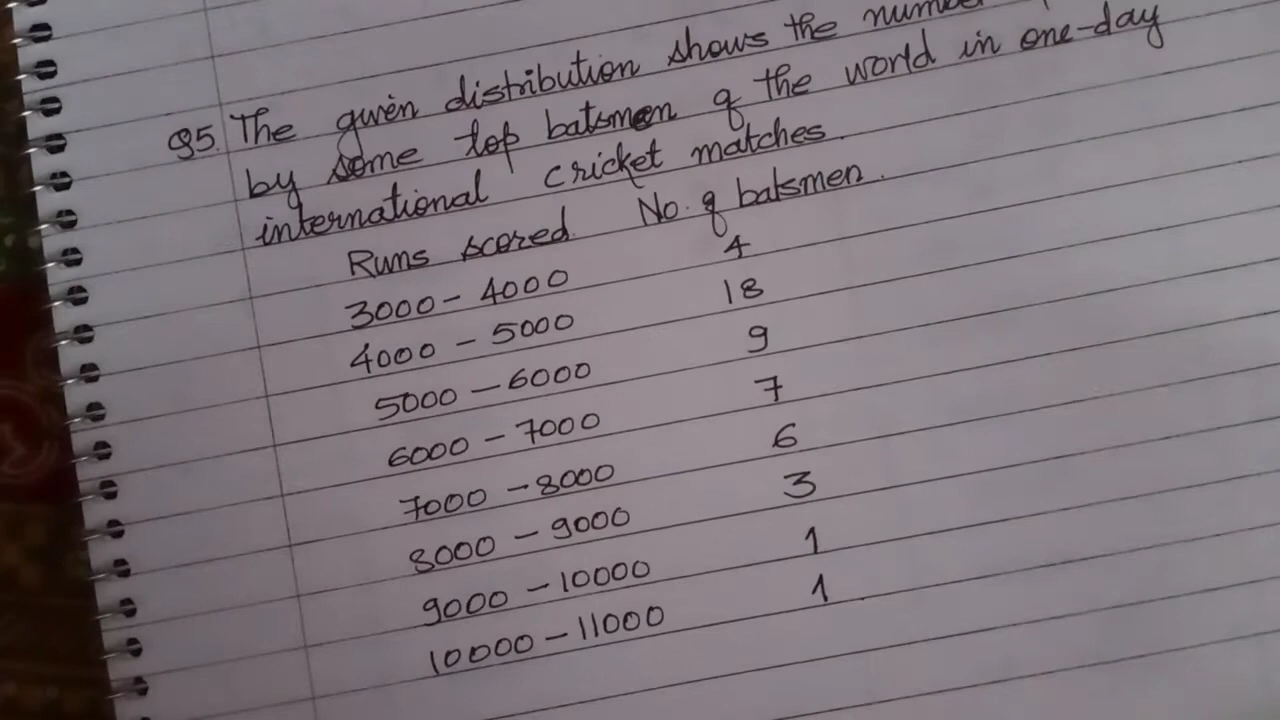 Q5. The given distribution shows the number
by some top batsmen of the world in one-day
international cricket matches.
Runs scored No. of batsmen.
3000 - 4000 4
4000 - 5000 18
5000 - 6000 9
6000 - 7000 7
7000 - 8000 6
8000 - 9000 3
9000 - 10000 1
10000 - 11000 1